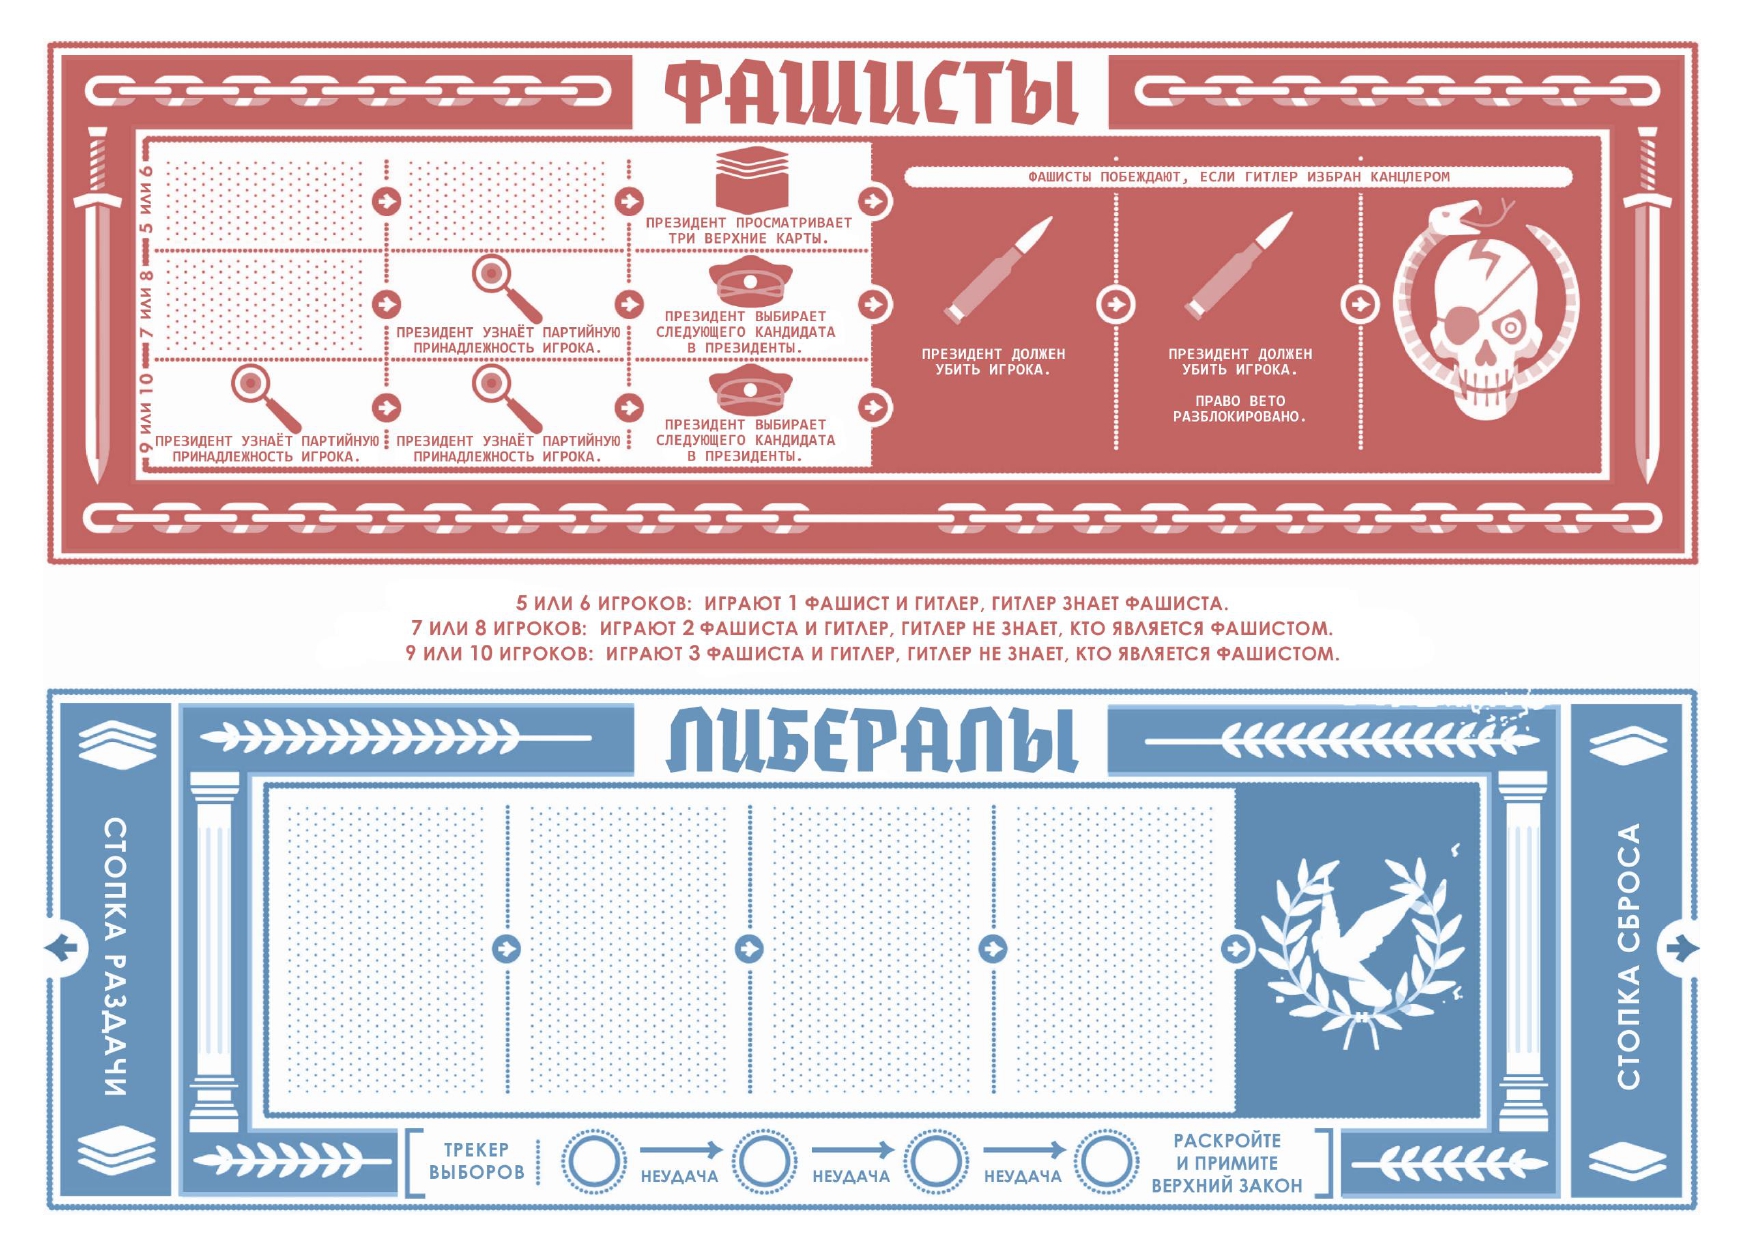 ФАШИСТЫ
5 ИЛИ 6
ПРЕЗИДЕНТ ПРОСМАТРИВАЕТ
ТРИ ВЕРХНИЕ КАРТЫ.
7 ИЛИ 8
ПРЕЗИДЕНТ УЗНАЁТ ПАРТИЙНУЮ
ПРИНАДЛЕЖНОСТЬ ИГРОКА.
ПРЕЗИДЕНТ ВЫБИРАЕТ
СЛЕДУЮЩЕГО КАНДИДАТА
В ПРЕЗИДЕНТЫ.
9 ИЛИ 10
ПРЕЗИДЕНТ УЗНАЁТ ПАРТИЙНУЮ
ПРИНАДЛЕЖНОСТЬ ИГРОКА.
ПРЕЗИДЕНТ УЗНАЁТ ПАРТИЙНУЮ
ПРИНАДЛЕЖНОСТЬ ИГРОКА.
ПРЕЗИДЕНТ ВЫБИРАЕТ
СЛЕДУЮЩЕГО КАНДИДАТА
В ПРЕЗИДЕНТЫ.
ФАШИСТЫ ПОБЕЖДАЮТ, ЕСЛИ ГИТЛЕР ИЗБРАН КАНЦЛЕРОМ
ПРЕЗИДЕНТ ДОЛЖЕН
УБИТЬ ИГРОКА.
ПРЕЗИДЕНТ ДОЛЖЕН
УБИТЬ ИГРОКА.
ПРАВО ВЕТО
РАЗБЛОКИРОВАНО.
5 ИЛИ 6 ИГРОКОВ: ИГРАЮТ 1 ФАШИСТ И ГИТЛЕР, ГИТЛЕР ЗНАЕТ ФАШИСТА.
7 ИЛИ 8 ИГРОКОВ: ИГРАЮТ 2 ФАШИСТА И ГИТЛЕР, ГИТЛЕР НЕ ЗНАЕТ, КТО ЯВЛЯЕТСЯ ФАШИСТОМ.
9 ИЛИ 10 ИГРОКОВ: ИГРАЮТ 3 ФАШИСТА И ГИТЛЕР, ГИТЛЕР НЕ ЗНАЕТ, КТО ЯВЛЯЕТСЯ ФАШИСТОМ.
ЛИБЕРАЛЫ
СТОПКА РАЗДАЧИ
СТОПКА СБРОСА
ТРЕКЕР
ВЫБОРОВ
НЕУДАЧА
НЕУДАЧА
НЕУДАЧА
РАСКРОЙТЕ
И ПРИМИТЕ
ВЕРХНИЙ ЗАКОН